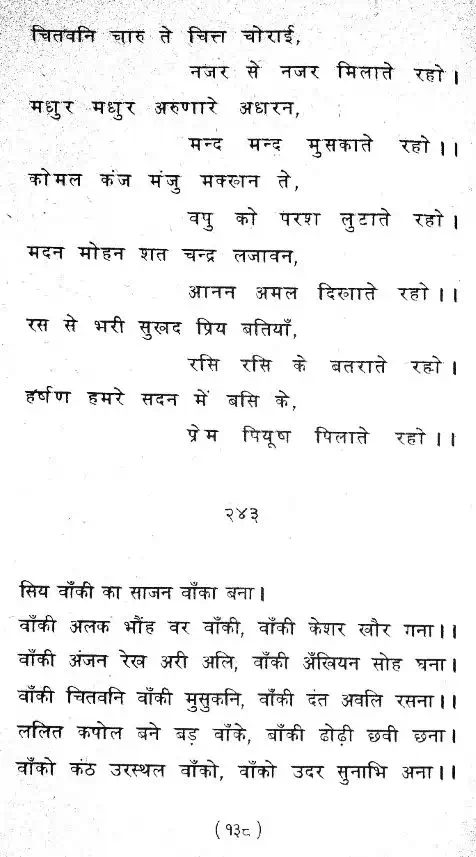 चितवनि चारु ते चित्त चोराई,
नजर से नजर मिलाते रहो।
मधुर मधुर अरुणारे अधरन,
मन्द मन्द मुसकाते रहो।।
कोमल कंज मंजु मक्खन ते,
वपु को परश लुटाते रहो।
मदन मोहन शत चन्द्र लजावन,
आनन अमल दिखाते रहो।।
रस से भरी सुखद प्रिय बतियाँ,
रसि रसि के बतराते रहो।
हर्षण हमरे सदन में बसि के,
प्रेम पियूष पिलाते रहो।।
२४३
सिय वाँकी का साजन वाँका बना।
वाँकी अलक भौंह वर वाँकी, वाँकी केशर खौर गना।।
वाँकी अंजन रेख अरी अलि, वाँकी अँखियन सोह घना।
वाँकी चितवनि वाँकी मुसुकनि, वाँकी दंत अवलि रसना।।
ललित कपोल बने बड़ वाँके, बाँकी ढोढ़ी छवी छना।
वाँको कंठ उरस्थल वाँको, वाँको उदर सुनाभि अना।।
(१३८)